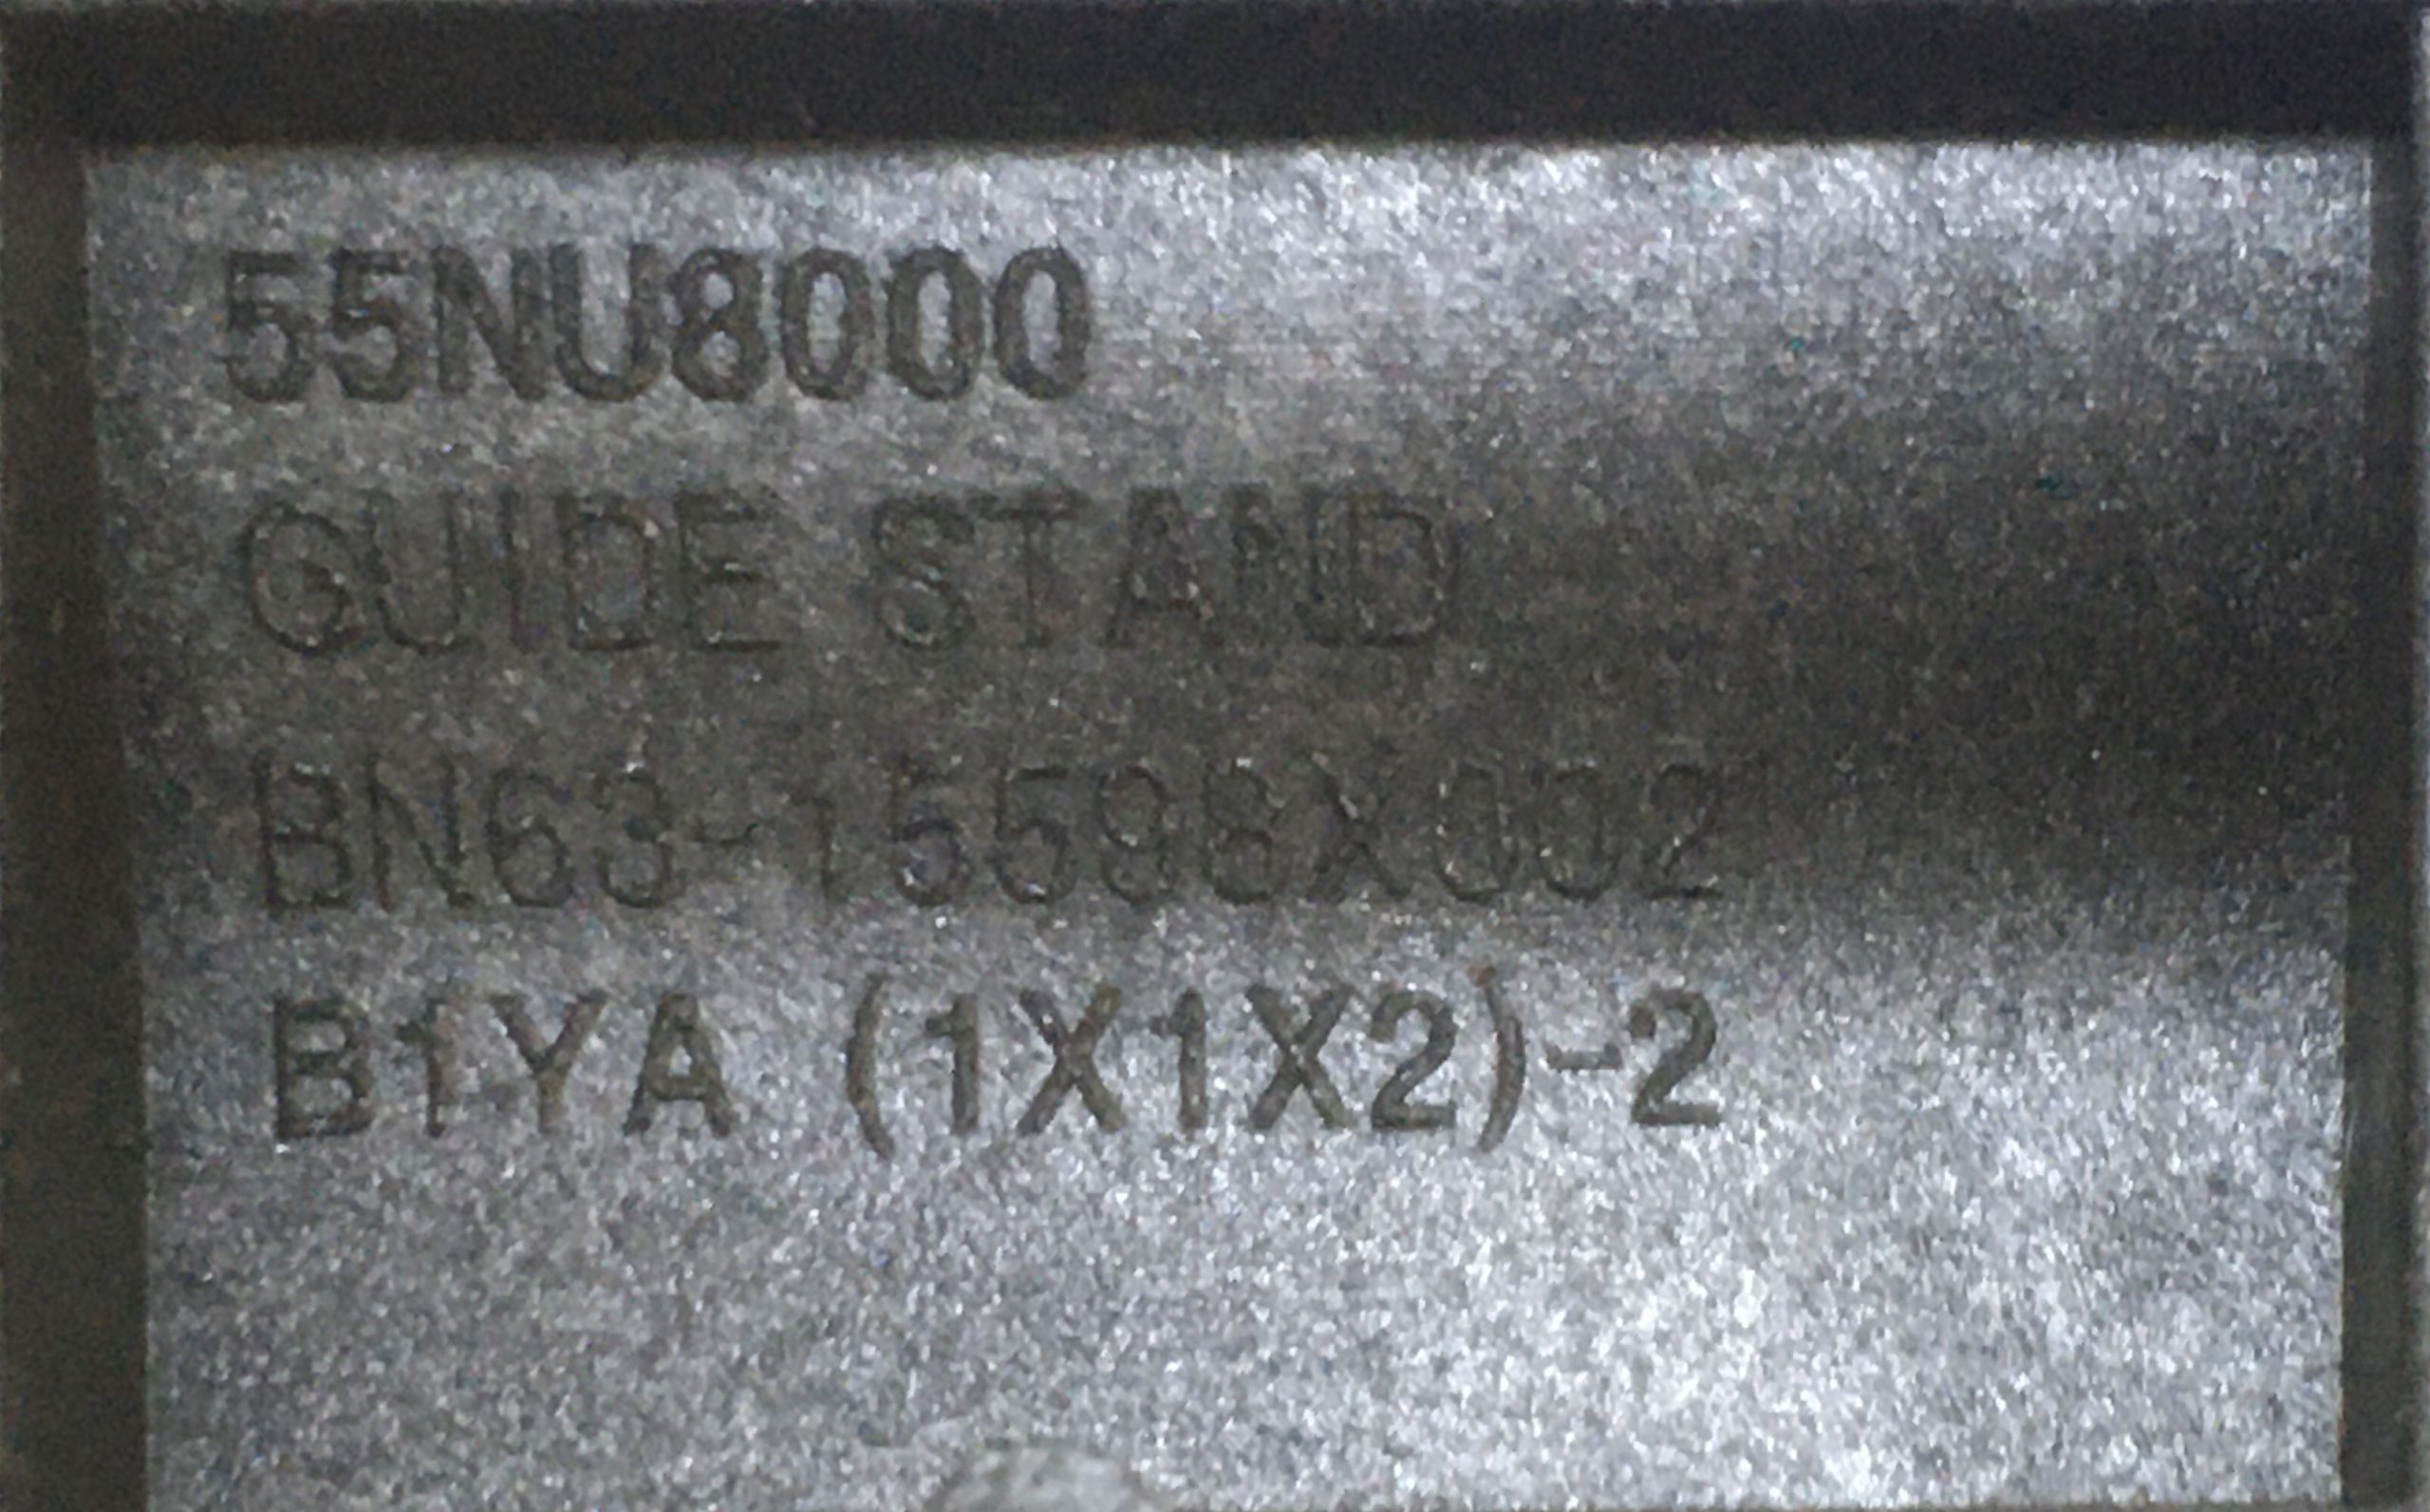 55NU8000
GUIDE STAND
BN63-15598X002
B1YA (1X1X2)-2